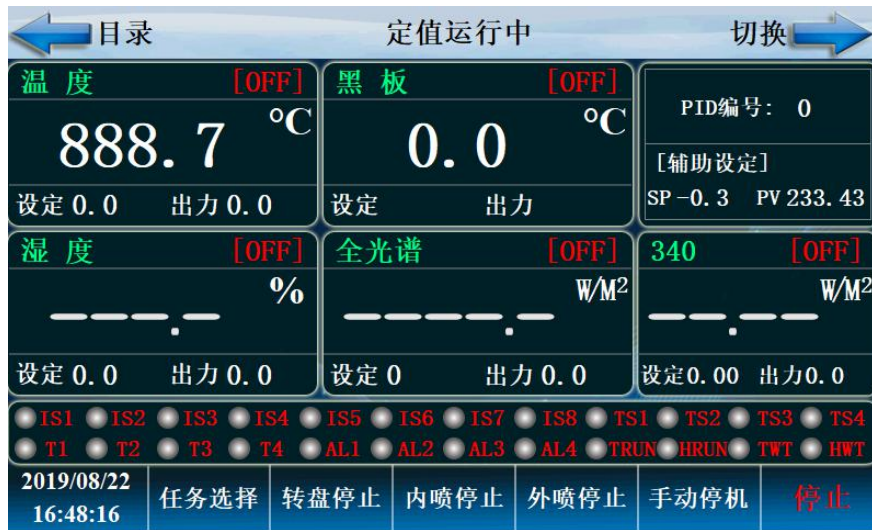 目录 定值运行中 切换
温 度 [OFF] 黑 板 [OFF]
PID编号: 0
888.7 °C 0.0 °C
[辅助设定]
设定 0.0 出力 0.0 设定 出力 SP -0.3 PV 233.43
湿 度 [OFF] 全光谱 [OFF] 340 [OFF]
% W/M2 W/M2
———.— ————.— ——.——
设定 0.0 出力 0.0 设定 0 出力 0.0 设定0.00 出力0.0
IS1 IS2 IS3 IS4 IS5 IS6 IS7 IS8 TS1 TS2 TS3 TS4
T1 T2 T3 T4 AL1 AL2 AL3 AL4 TRUN HRUN TWT HWT
2019/08/22
16:48:16
任务选择 转盘停止 内喷停止 外喷停止 手动停机 停止